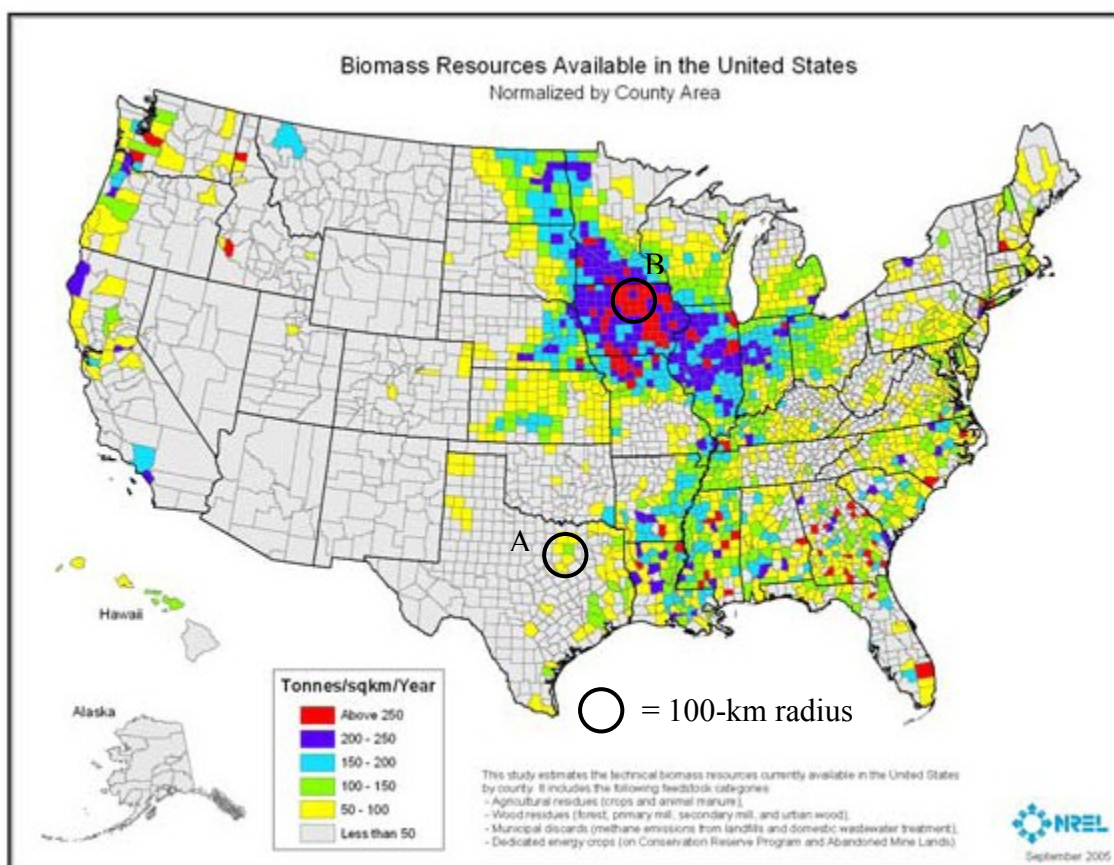 Biomass Resources Available in the United States
Normalized by County Area
B
A
Hawaii
Alaska
Tonnes/sqkm/Year
Above 250
200 - 250
150 - 200
100 - 150
50 - 100
Less than 50
= 100-km radius
This study estimates the technical biomass resources currently available in the United States
by county. It includes the following feedstock categories:
- Agricultural residues (crops and animal manure);
- Wood residues (forest, primary mill, secondary mill, and urban wood);
- Municipal discards (methane emissions from landfills and domestic wastewater treatment);
- Dedicated energy crops (on Conservation Reserve Program and Abandoned Mine Lands).
NREL
September 2005